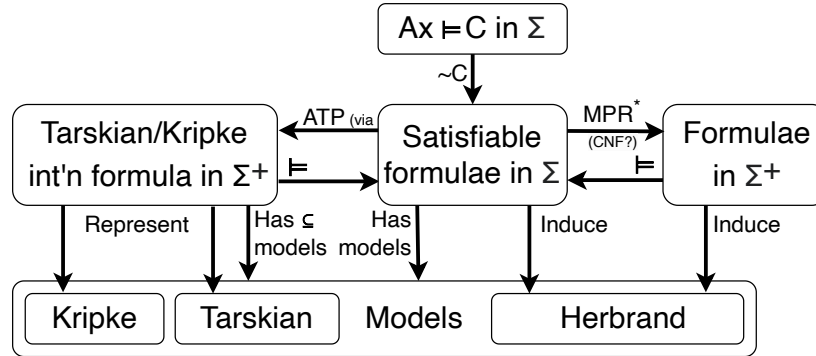 Ax ⊨ C in Σ
~C
ATP (via
MPR*
(CNF?)
Tarskian/Kripke
int'n formula in Σ+
Satisfiable
formulae in Σ
Formulae
in Σ+
⊨
⊨
Represent
Has ⊆
models
Has
models
Induce
Induce
Kripke
Tarskian
Models
Herbrand